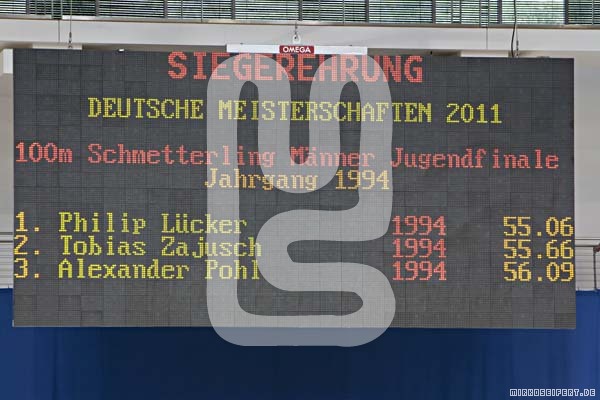 OMEGA
SIEGEREHRUNG
DEUTSCHE MEISTERSCHAFTEN 2011
100m Schmetterling Männer Jugendfinale
Jahrgang 1994
1. Philip Lücker 1994 55.06
2. Tobias Zajusch 1994 55.66
3. Alexander Pohl 1994 56.09
MIRKOSEIFERT.DE